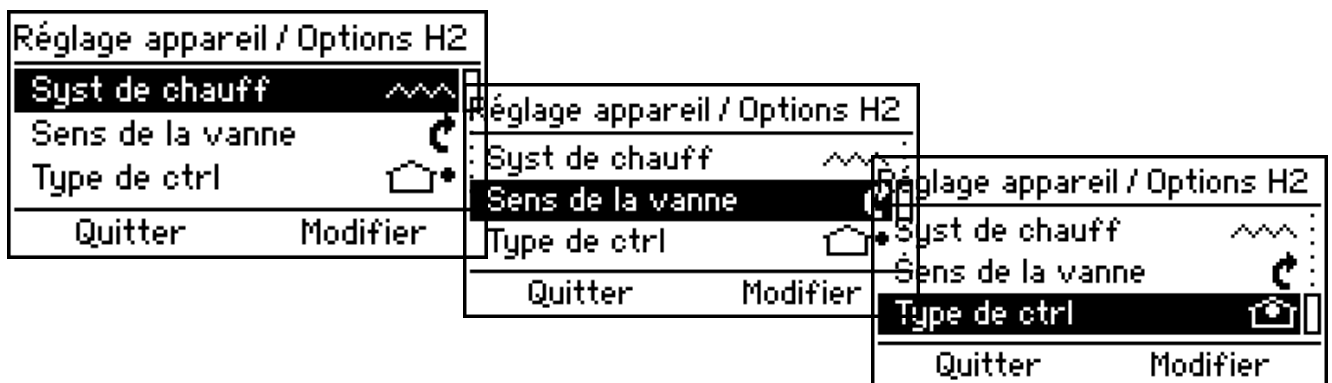 Réglage appareil / Options H2
Syst de chauff
Sens de la vanne
Type de ctrl
Quitter Modifier
Réglage appareil / Options H2
Syst de chauff
Sens de la vanne
Type de ctrl
Quitter Modifier
Réglage appareil / Options H2
Syst de chauff
Sens de la vanne
Type de ctrl
Quitter Modifier